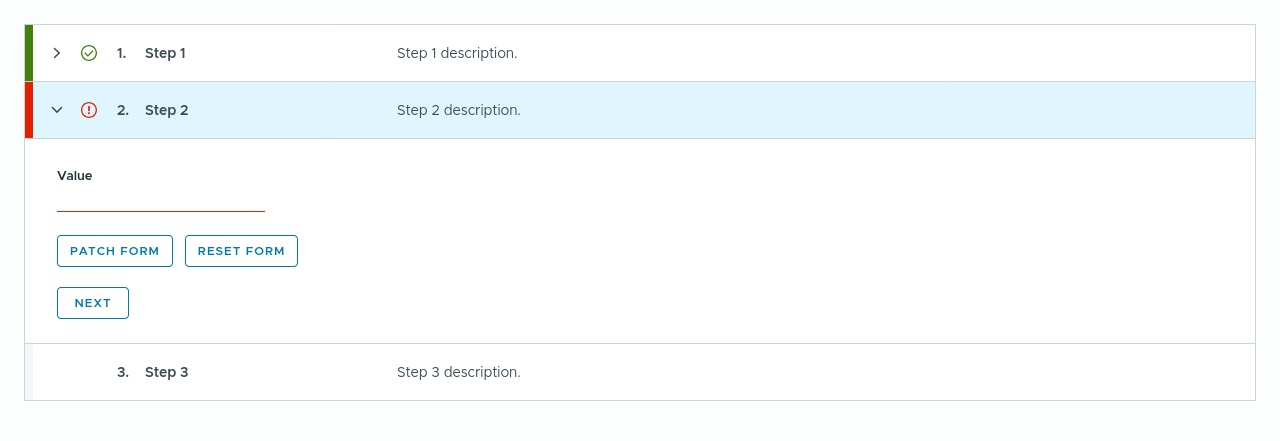 1. Step 1 Step 1 description.
2. Step 2 Step 2 description.
Value
PATCH FORM RESET FORM
NEXT
3. Step 3 Step 3 description.